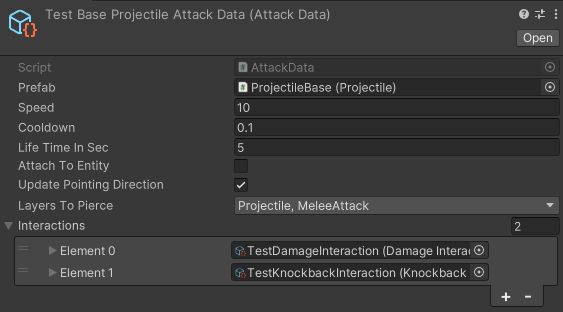 Test Base Projectile Attack Data (Attack Data)
Open
Script AttackData
Prefab ProjectileBase (Projectile)
Speed 10
Cooldown 0.1
Life Time In Sec 5
Attach To Entity
Update Pointing Direction
Layers To Pierce Projectile, MeleeAttack
Interactions 2
Element 0 TestDamageInteraction (Damage Interac
Element 1 TestKnockbackInteraction (Knockback
+ -